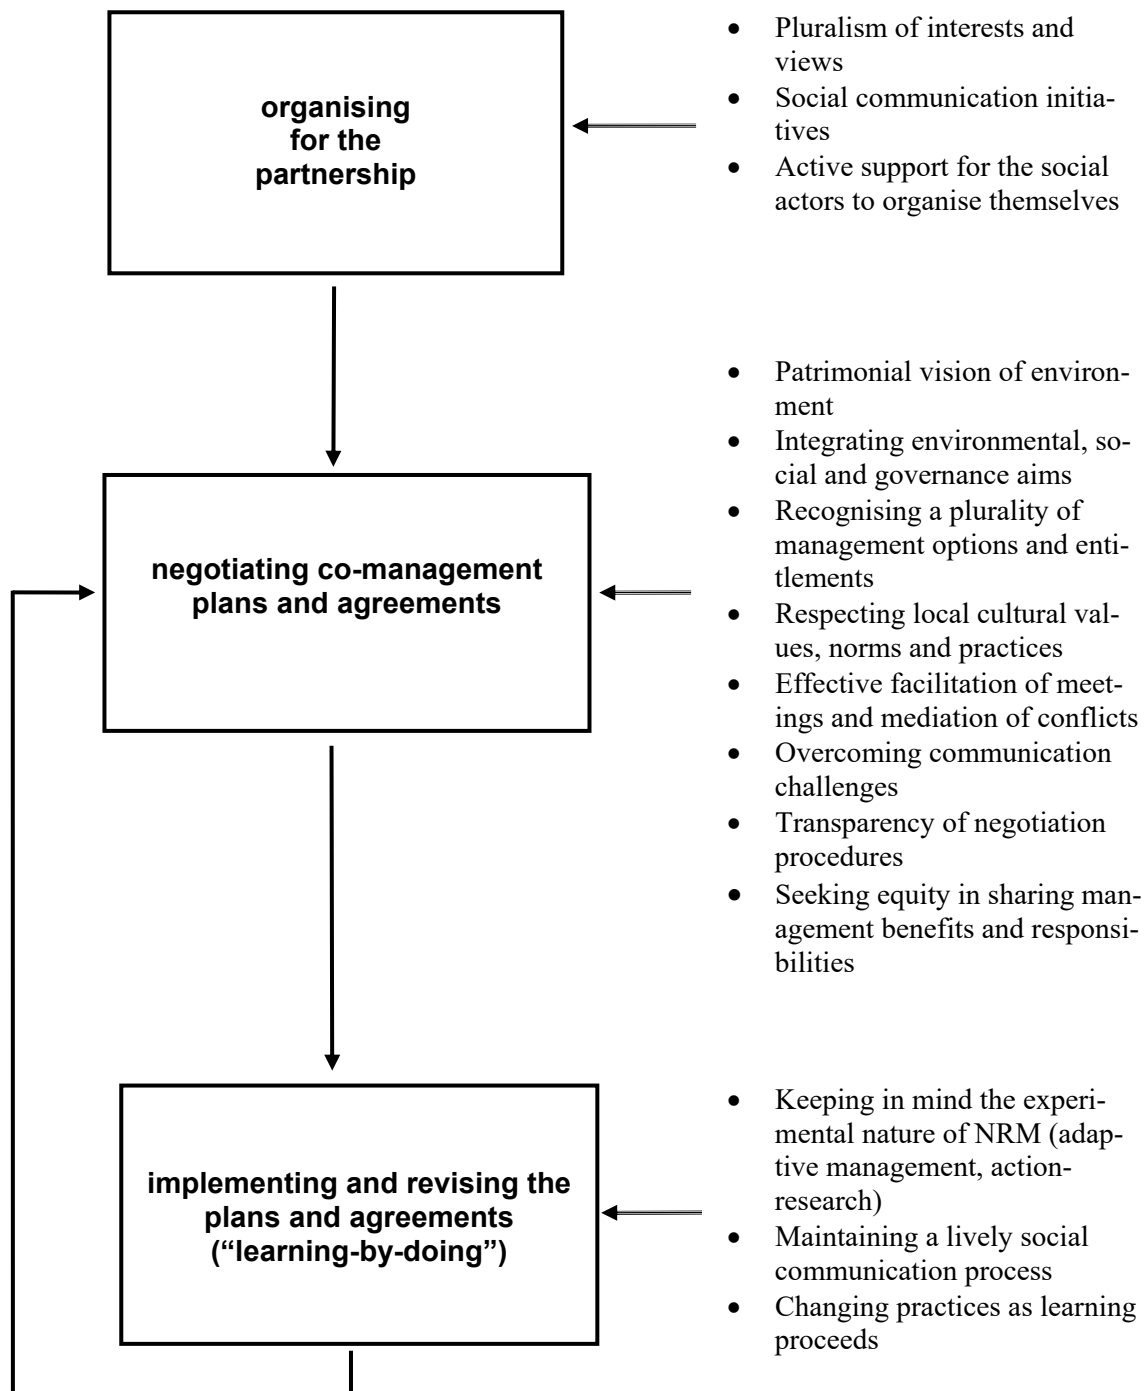 organising
for the
partnership
• Pluralism of interests and
views
• Social communication initia-
tives
• Active support for the social
actors to organise themselves
negotiating co-management
plans and agreements
• Patrimonial vision of environ-
ment
• Integrating environmental, so-
cial and governance aims
• Recognising a plurality of
management options and enti-
tlements
• Respecting local cultural val-
ues, norms and practices
• Effective facilitation of meet-
ings and mediation of conflicts
• Overcoming communication
challenges
• Transparency of negotiation
procedures
• Seeking equity in sharing man-
agement benefits and responsi-
bilities
implementing and revising the
plans and agreements
(“learning-by-doing”)
• Keeping in mind the experi-
mental nature of NRM (adap-
tive management, action-
research)
• Maintaining a lively social
communication process
• Changing practices as learning
proceeds